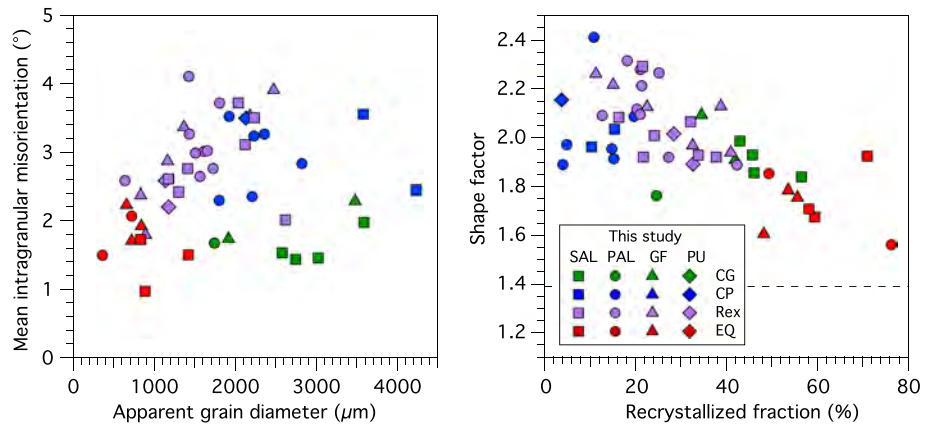 5
4
3
2
1
0
Mean intragranular misorientation (°)
0 1000 2000 3000 4000
Apparent grain diameter (µm)
2.4
2.2
2.0
1.8
1.6
1.4
1.2
Shape factor
This study
SAL PAL GF PU
CG
CP
Rex
EQ
0 20 40 60 80
Recrystallized fraction (%)